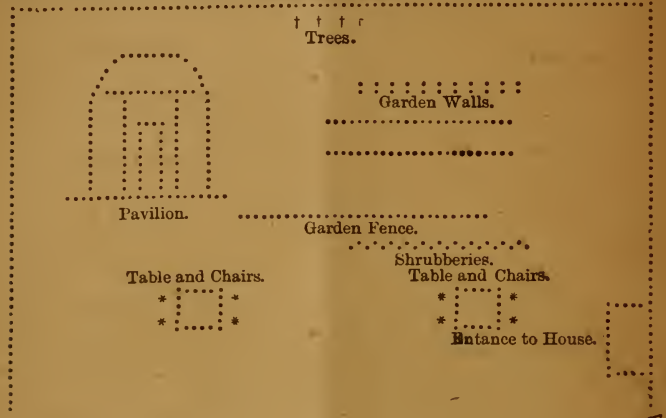 Trees.
Garden Walls.
Pavilion.
Garden Fence.
Shrubberies.
Table and Chairs.
Table and Chairs.
Entance to House.